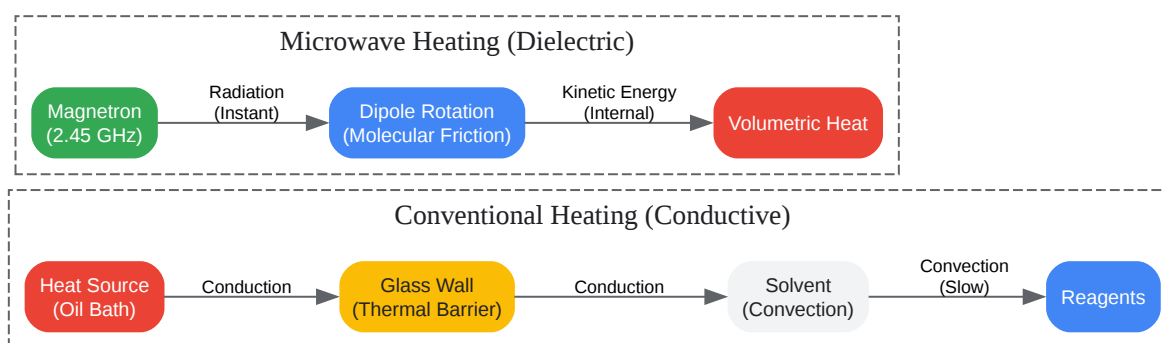 Microwave Heating (Dielectric)
Magnetron
(2.45 GHz)
Radiation
(Instant)
Dipole Rotation
(Molecular Friction)
Kinetic Energy
(Internal)
Volumetric Heat
Conventional Heating (Conductive)
Heat Source
(Oil Bath)
Conduction
Glass Wall
(Thermal Barrier)
Conduction
Solvent
(Convection)
Convection
(Slow)
Reagents